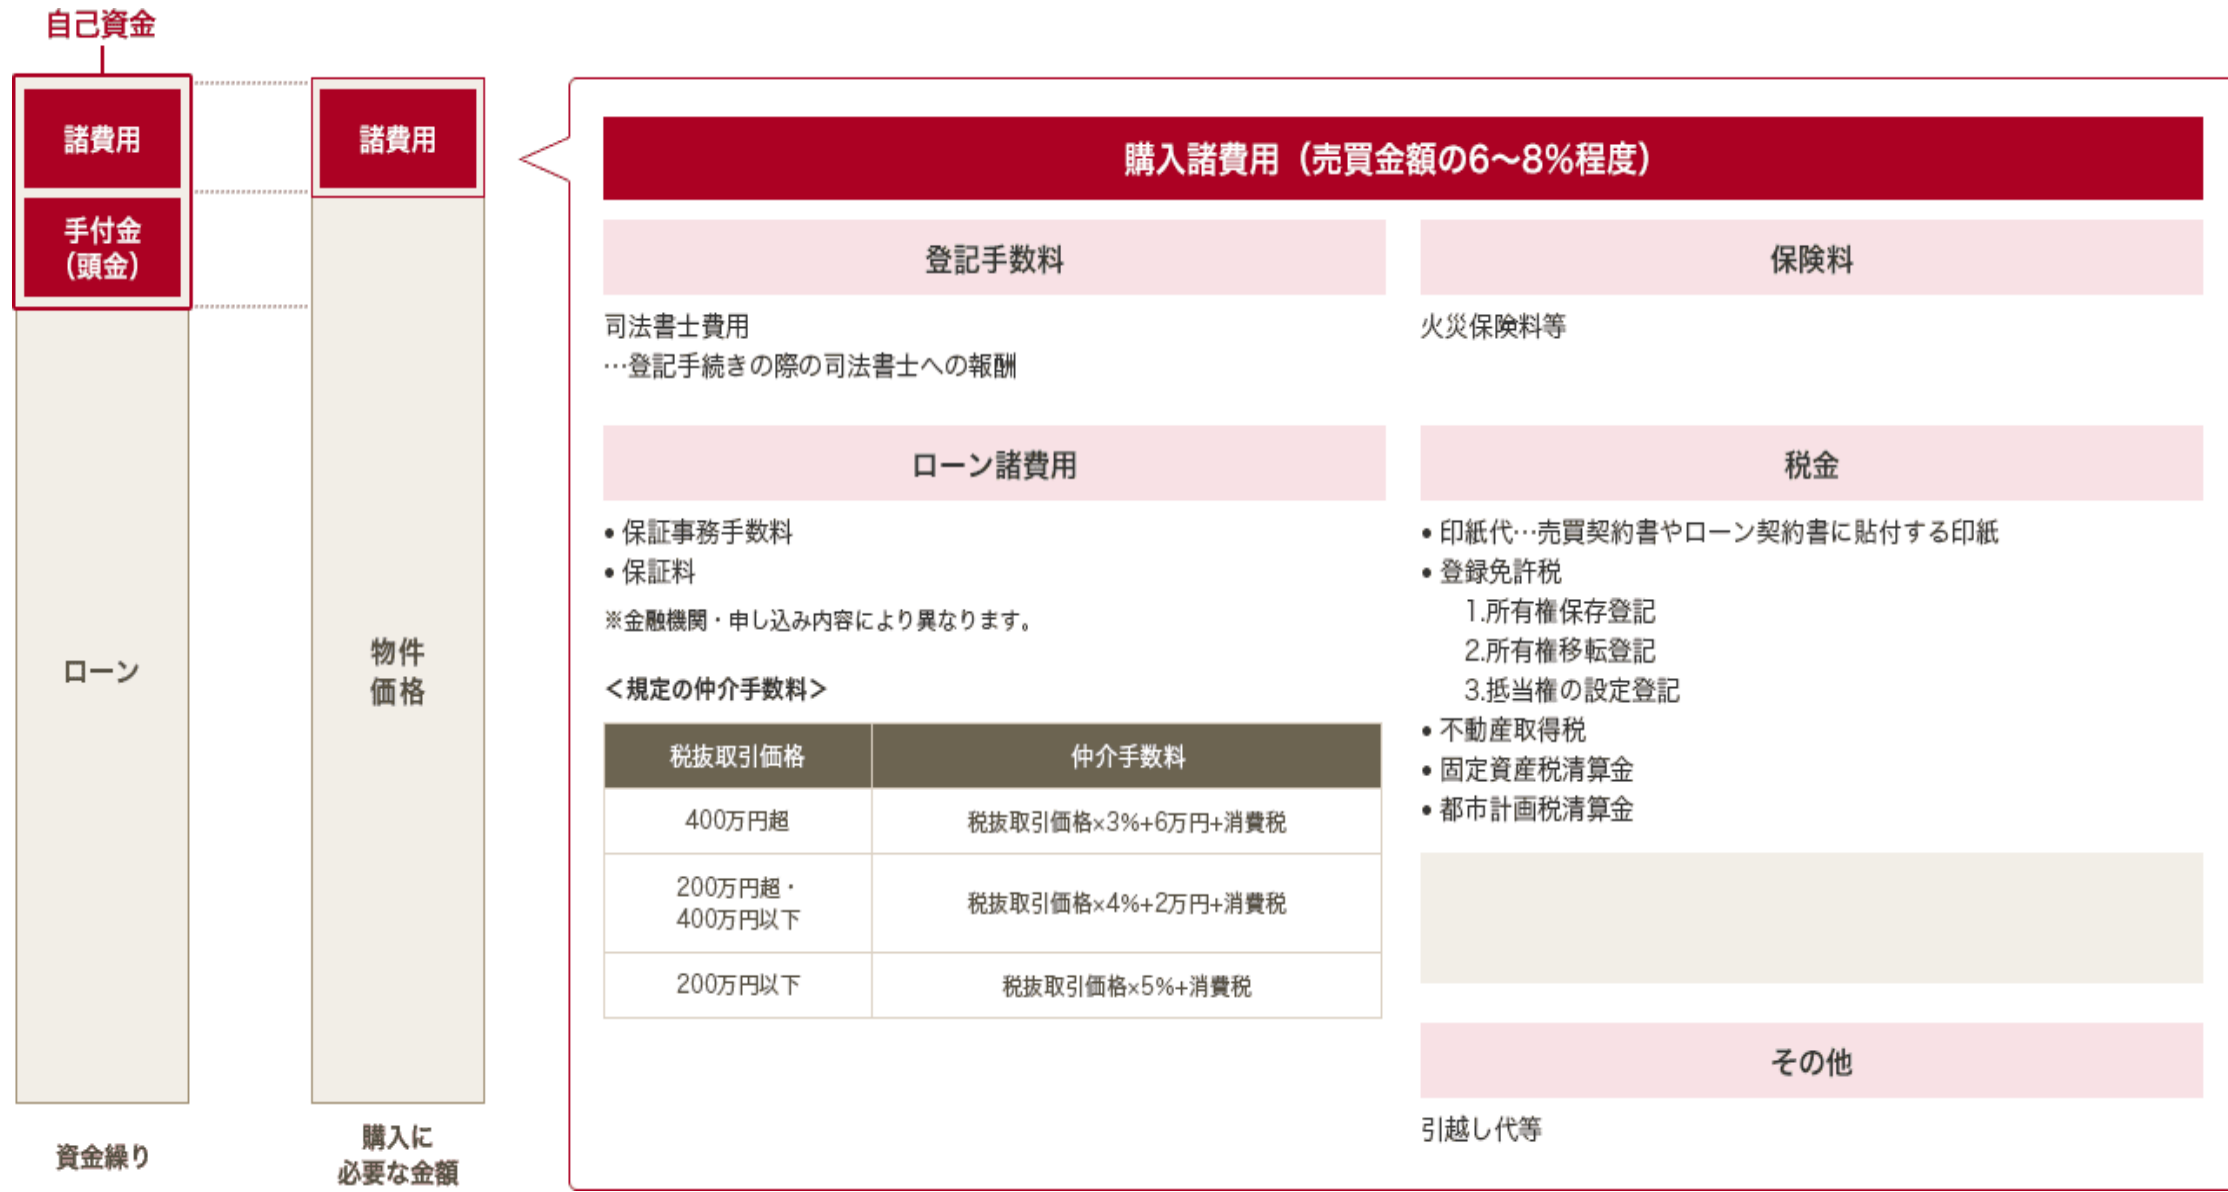 自己資金
諸費用
手付金
（頭金）
ローン
資金繰り
諸費用
物件
価格
購入に
必要な金額
購入諸費用（売買金額の6〜8%程度）
登記手数料
司法書士費用
…登記手続きの際の司法書士への報酬
保険料
火災保険料等
ローン諸費用
• 保証事務手数料
• 保証料
※金融機関・申し込み内容により異なります。
＜規定の仲介手数料＞
税抜取引価格 仲介手数料
400万円超 税抜取引価格×3%+6万円+消費税
200万円超・
400万円以下
税抜取引価格×4%+2万円+消費税
200万円以下 税抜取引価格×5%+消費税
税金
• 印紙代…売買契約書やローン契約書に貼付する印紙
• 登録免許税
1.所有権保存登記
2.所有権移転登記
3.抵当権の設定登記
• 不動産取得税
• 固定資産税清算金
• 都市計画税清算金
その他
引越し代等